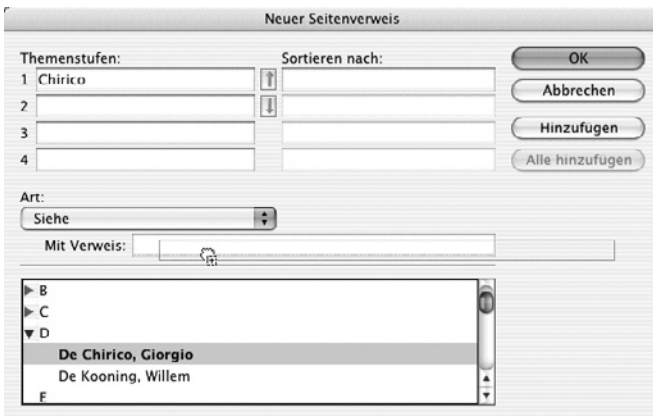 Neuer Seitenverweis
Themenstufen: Sortieren nach:
1 Chirico
2
3
4
OK
Abbrechen
Hinzufügen
Alle hinzufügen
Art:
Siehe
Mit Verweis:
B
C
D
De Chirico, Giorgio
De Kooning, Willem